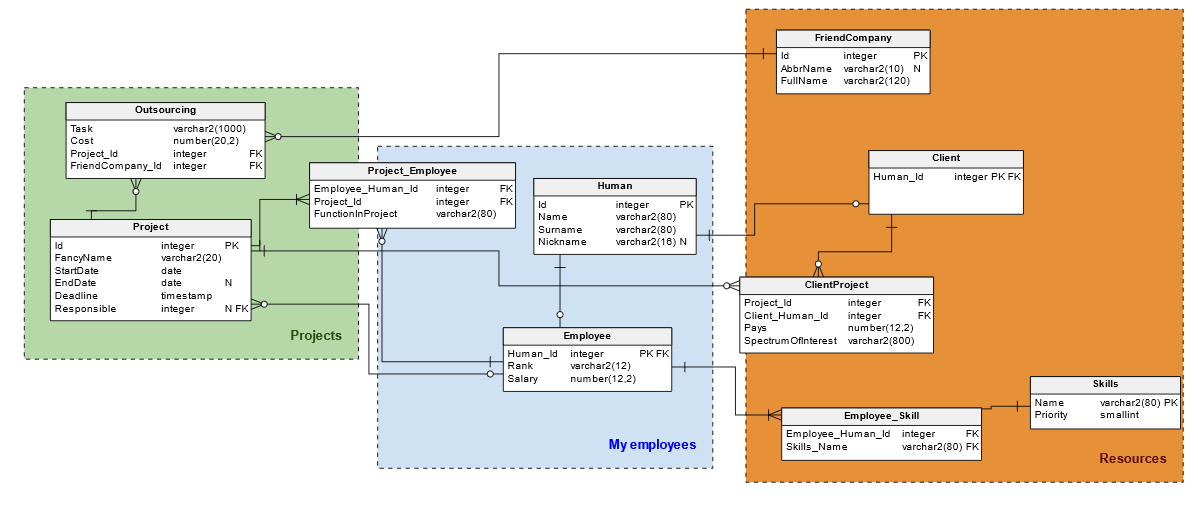 FriendCompany
Id integer PK
AbbrName varchar2(10) N
FullName varchar2(120)
Outsourcing
Task varchar2(1000)
Cost number(20,2)
Project_Id integer FK
FriendCompany_Id integer FK
Project_Employee
Employee_Human_Id integer FK
Project_Id integer FK
FunctionInProject varchar2(80)
Human
Id integer PK
Name varchar2(80)
Surname varchar2(80)
Nickname varchar2(16) N
Client
Human_Id integer PK FK
Project
Id integer PK
FancyName varchar2(20)
StartDate date
EndDate date N
Deadline timestamp
Responsible integer N FK
Projects
ClientProject
Project_Id integer FK
Client_Human_Id integer FK
Pays number(12,2)
SpectrumOfInterest varchar2(800)
Employee
Human_Id integer PK FK
Rank varchar2(12)
Salary number(12,2)
My employees
Skills
Name varchar2(80) PK
Priority smallint
Employee_Skill
Employee_Human_Id integer FK
Skills_Name varchar2(80) FK
Resources